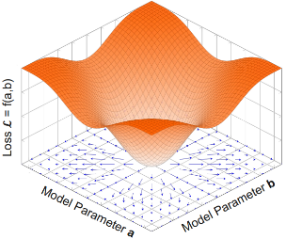 Loss ℒ = f(a,b)
Model Parameter a
Model Parameter b